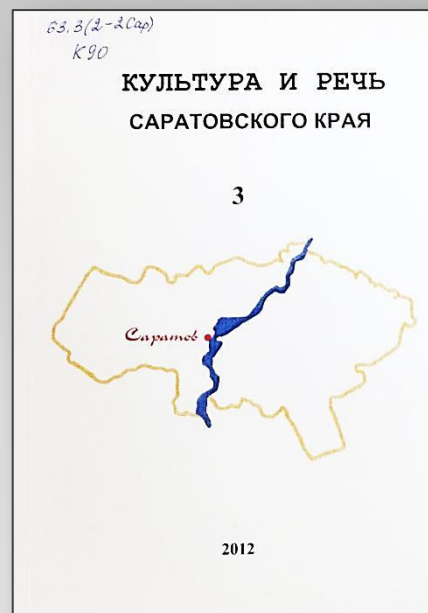 63.3(2-2Сар)
К90
КУЛЬТУРА И РЕЧЬ
САРАТОВСКОГО КРАЯ
3
Саратов
2012